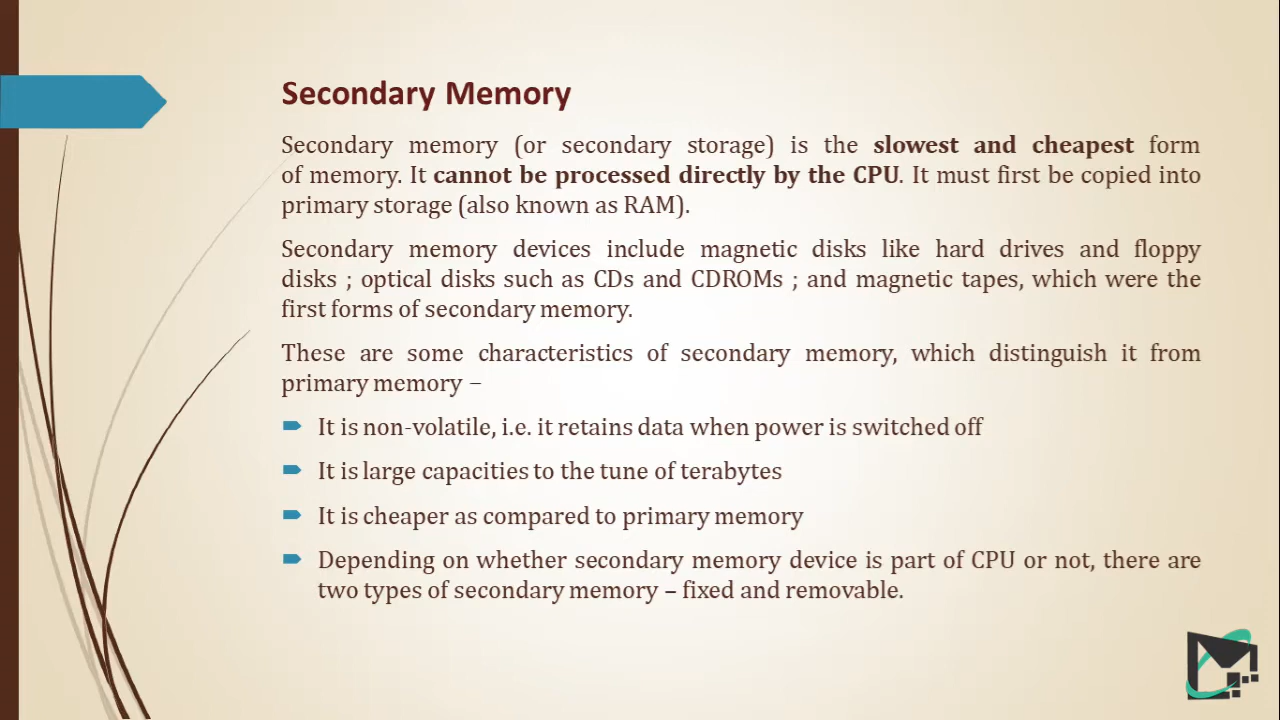 Secondary Memory
Secondary memory (or secondary storage) is the slowest and cheapest form
of memory. It cannot be processed directly by the CPU. It must first be copied into
primary storage (also known as RAM).
Secondary memory devices include magnetic disks like hard drives and floppy
disks ; optical disks such as CDs and CDROMs ; and magnetic tapes, which were the
first forms of secondary memory.
These are some characteristics of secondary memory, which distinguish it from
primary memory –
It is non-volatile, i.e. it retains data when power is switched off
It is large capacities to the tune of terabytes
It is cheaper as compared to primary memory
Depending on whether secondary memory device is part of CPU or not, there are
two types of secondary memory – fixed and removable.